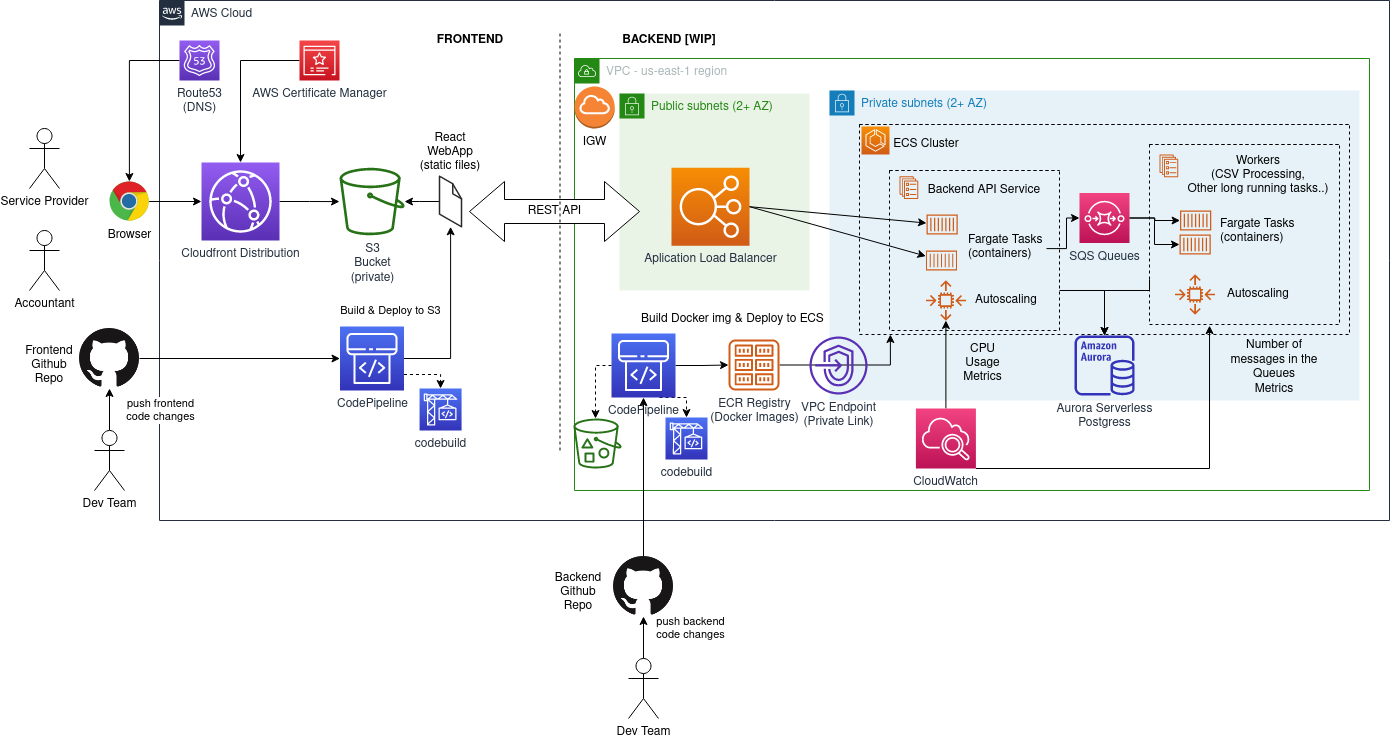 aws
AWS Cloud
FRONTEND
BACKEND [WIP]
53
Route53
(DNS)
AWS Certificate Manager
VPC - us-east-1 region
IGW
Public subnets (2+ AZ)
Private subnets (2+ AZ)
ECS Cluster
Service Provider
Browser
Cloudfront Distribution
S3
Bucket
(private)
React
WebApp
(static files)
REST API
Aplication Load Balancer
Backend API Service
Fargate Tasks
(containers)
Autoscaling
SQS Queues
Workers
(CSV Processing,
Other long running tasks..)
Fargate Tasks
(containers)
Autoscaling
Accountant
Frontend
Github
Repo
push frontend
code changes
Dev Team
Build & Deploy to S3
CodePipeline
codebuild
Build Docker img & Deploy to ECS
CodePipeline
codebuild
ECR Registry
(Docker Images)
VPC Endpoint
(Private Link)
CPU
Usage
Metrics
Amazon
Aurora
Aurora Serverless
Postgress
Number of
messages in the
Queues
Metrics
CloudWatch
Backend
Github
Repo
push backend
code changes
Dev Team